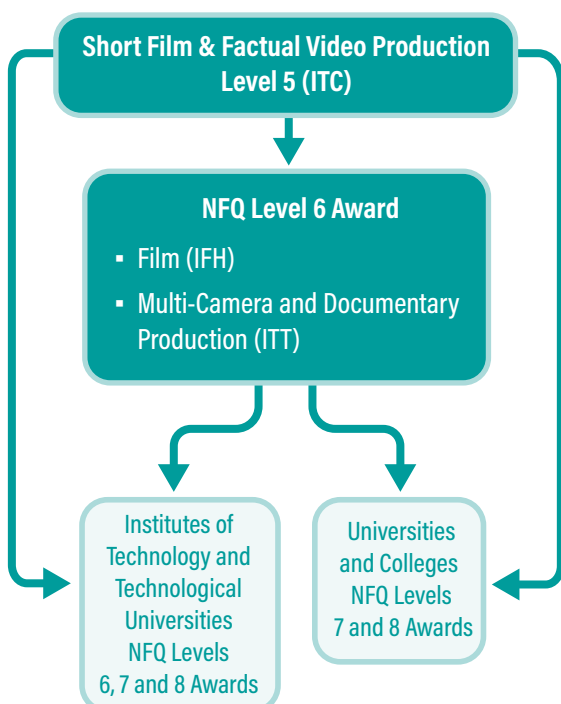 Short Film & Factual Video Production
Level 5 (ITC)
NFQ Level 6 Award
▪ Film (IFH)
▪ Multi-Camera and Documentary
Production (ITT)
Institutes of
Technology and
Technological
Universities
NFQ Levels
6, 7 and 8 Awards
Universities
and Colleges
NFQ Levels
7 and 8 Awards